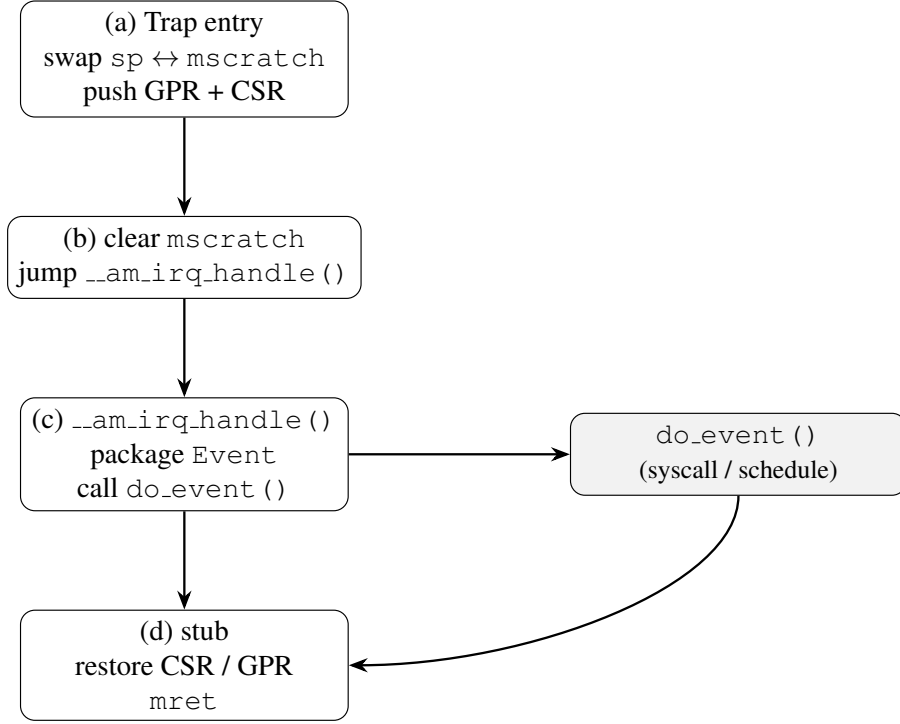 (a) Trap entry
swap sp ↔ mscratch
push GPR + CSR
(b) clear mscratch
jump __am_irq_handle()
(c) __am_irq_handle()
package Event
call do_event()
do_event()
(syscall / schedule)
(d) stub
restore CSR / GPR
mret